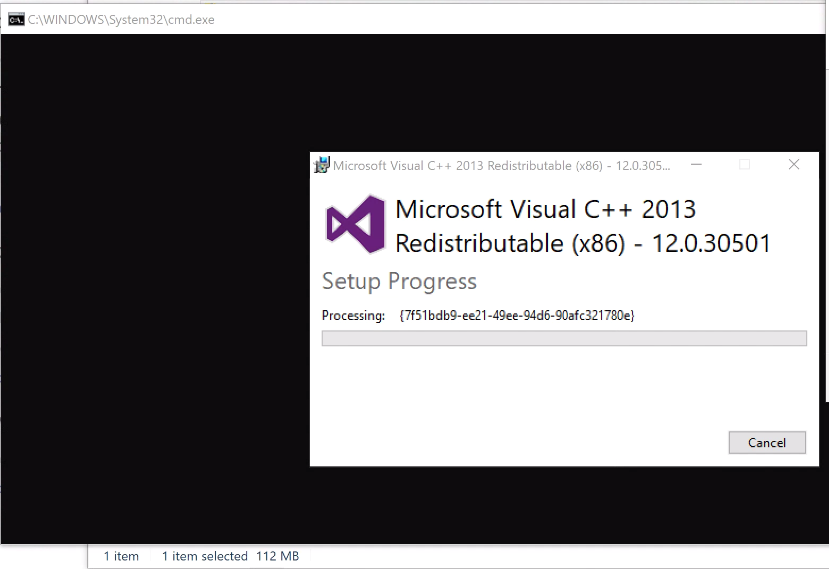 C:\WINDOWS\System32\cmd.exe
Microsoft Visual C++ 2013 Redistributable (x86) - 12.0.305...
Microsoft Visual C++ 2013
Redistributable (x86) - 12.0.30501
Setup Progress
Processing: {7f51bdb9-ee21-49ee-94d6-90afc321780e}
Cancel
1 item 1 item selected 112 MB